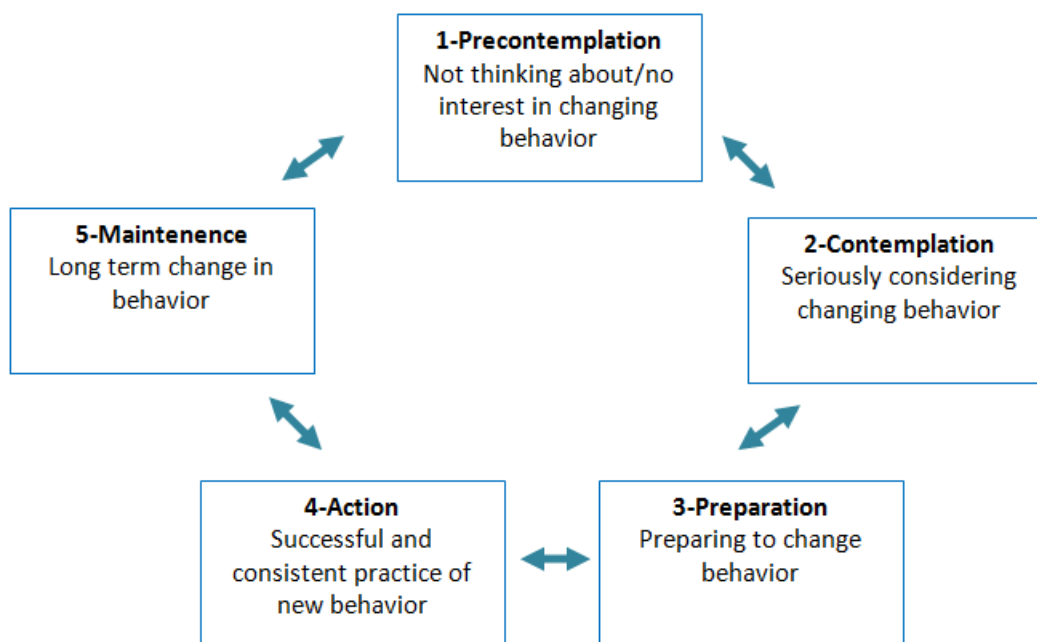 1-Precontemplation
Not thinking about/no
interest in changing
behavior
2-Contemplation
Seriously considering
changing behavior
3-Preparation
Preparing to change
behavior
4-Action
Successful and
consistent practice of
new behavior
5-Maintenence
Long term change in
behavior